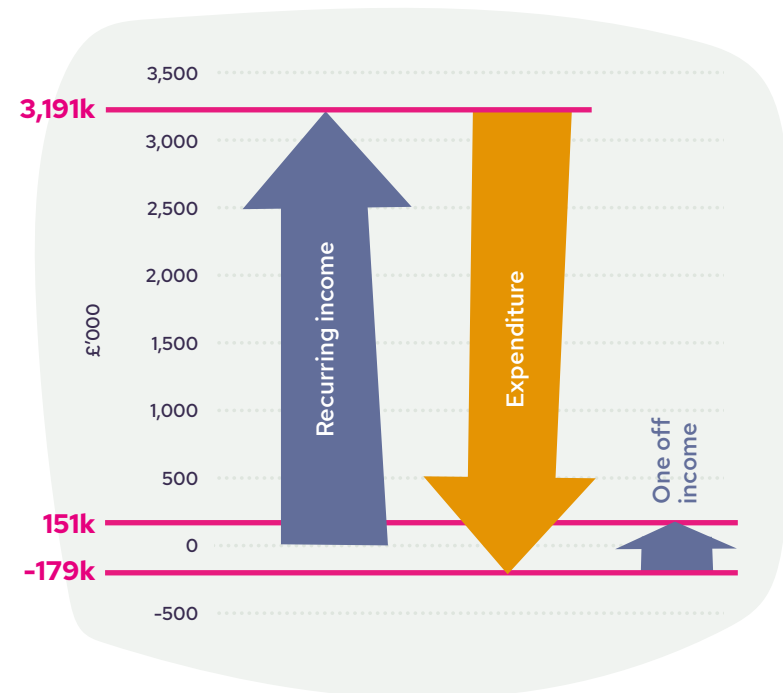 3,500
3,191k
3,000
2,500
2,000
£'000
1,500
1,000
500
151k
0
-179k
-500
Recurring income
Expenditure
One off
income